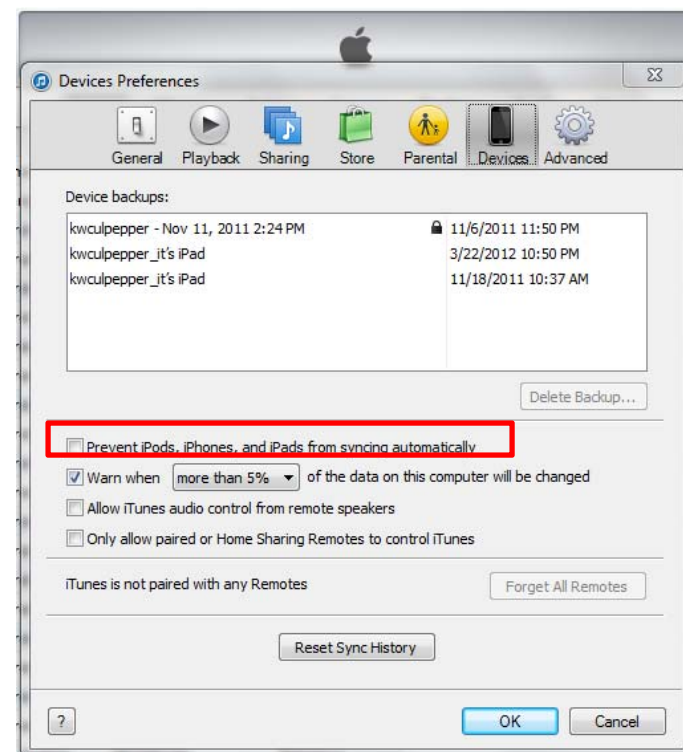 Devices Preferences
General Playback Sharing Store Parental Devices Advanced
Device backups:
kwculpepper - Nov 11, 2011 2:24 PM 11/6/2011 11:50 PM
kwculpepper_it's iPad 3/22/2012 10:50 PM
kwculpepper_it's iPad 11/18/2011 10:37 AM
Delete Backup...
Prevent iPods, iPhones, and iPads from syncing automatically
Warn when more than 5% of the data on this computer will be changed
Allow iTunes audio control from remote speakers
Only allow paired or Home Sharing Remotes to control iTunes
iTunes is not paired with any Remotes Forget All Remotes
Reset Sync History
? OK Cancel